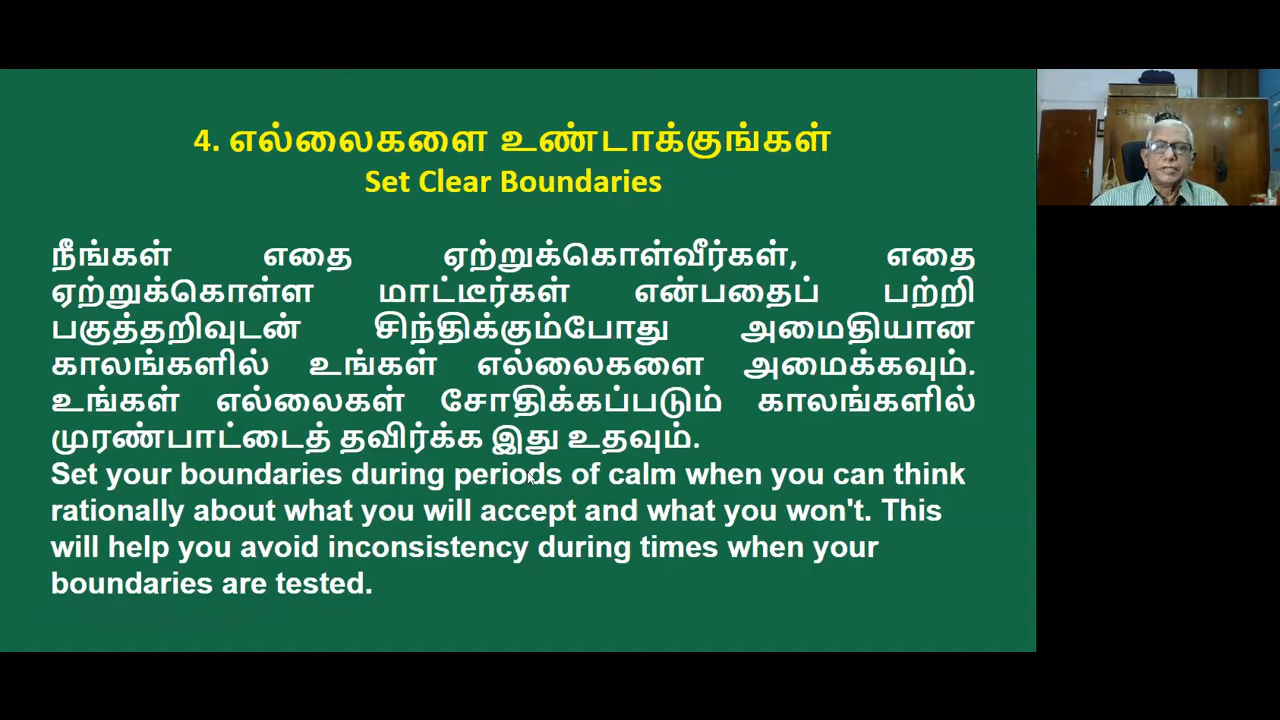 4. எல்லைகளை உண்டாக்குங்கள்
Set Clear Boundaries
நீங்கள் எதை ஏற்றுக்கொள்வீர்கள், எதை
ஏற்றுக்கொள்ள மாட்டீர்கள் என்பதைப் பற்றி
பகுத்தறிவுடன் சிந்திக்கும்போது அமைதியான
காலங்களில் உங்கள் எல்லைகளை அமைக்கவும்.
உங்கள் எல்லைகள் சோதிக்கப்படும் காலங்களில்
முரண்பாட்டைத் தவிர்க்க இது உதவும்.
Set your boundaries during periods of calm when you can think
rationally about what you will accept and what you won't. This
will help you avoid inconsistency during times when your
boundaries are tested.